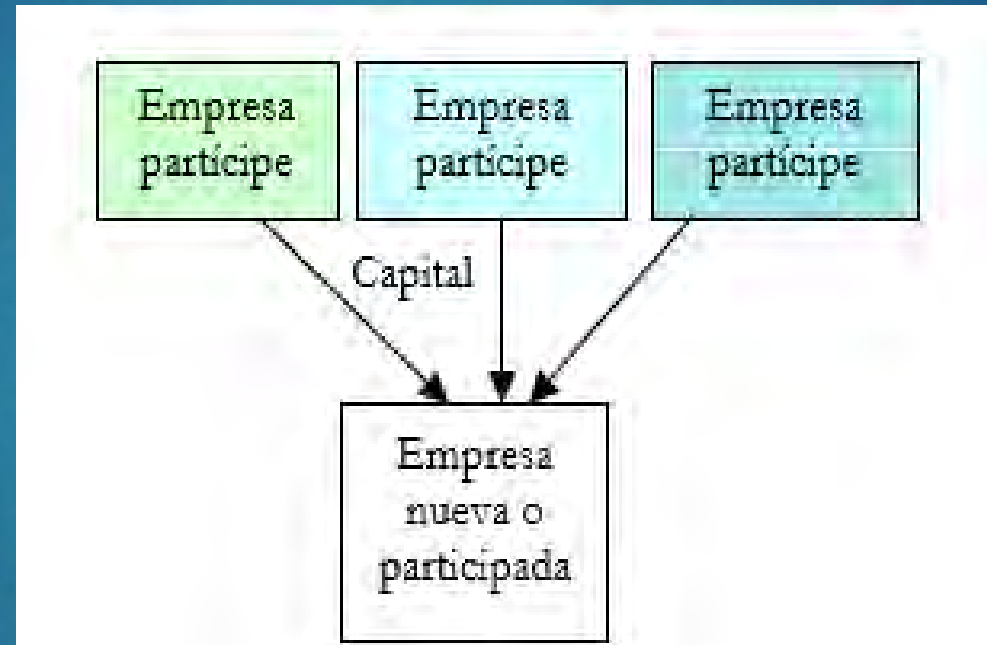 Empresa
partícipe
Empresa
partícipe
Empresa
partícipe
Capital
Empresa
nueva o
participada